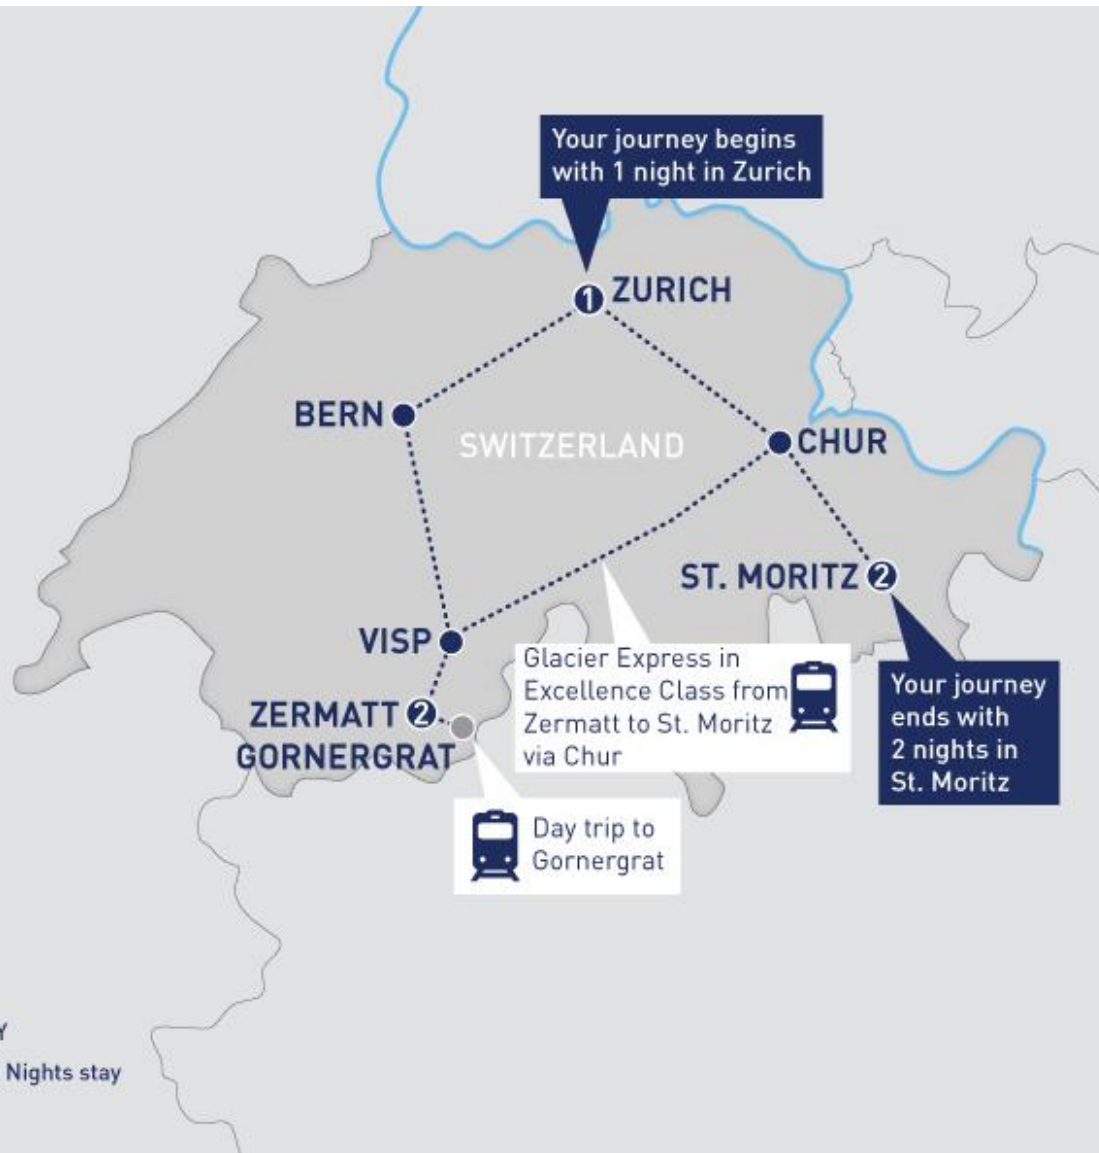 Your journey begins
with 1 night in Zurich
1 ZURICH
BERN
SWITZERLAND
CHUR
ST. MORITZ 2
VISP
Glacier Express in
Excellence Class from
Zermatt to St. Moritz
via Chur
Your journey
ends with
2 nights in
St. Moritz
ZERMATT 2
GORNERGRAT
Day trip to
Gornergrat
Y
Nights stay